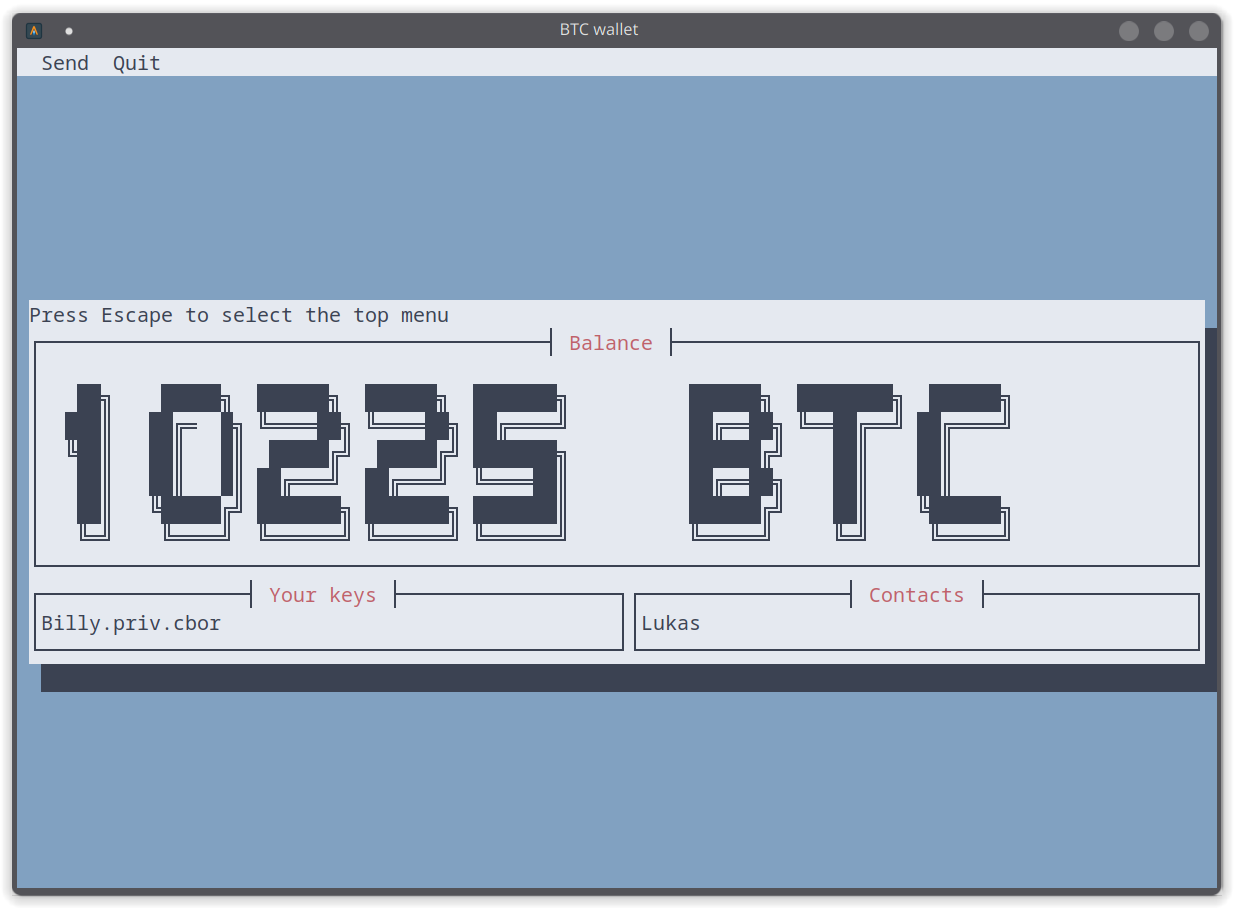 BTC wallet
Send Quit
Press Escape to select the top menu
Balance
10225 BTC
Your keys Contacts
Billy.priv.cbor Lukas